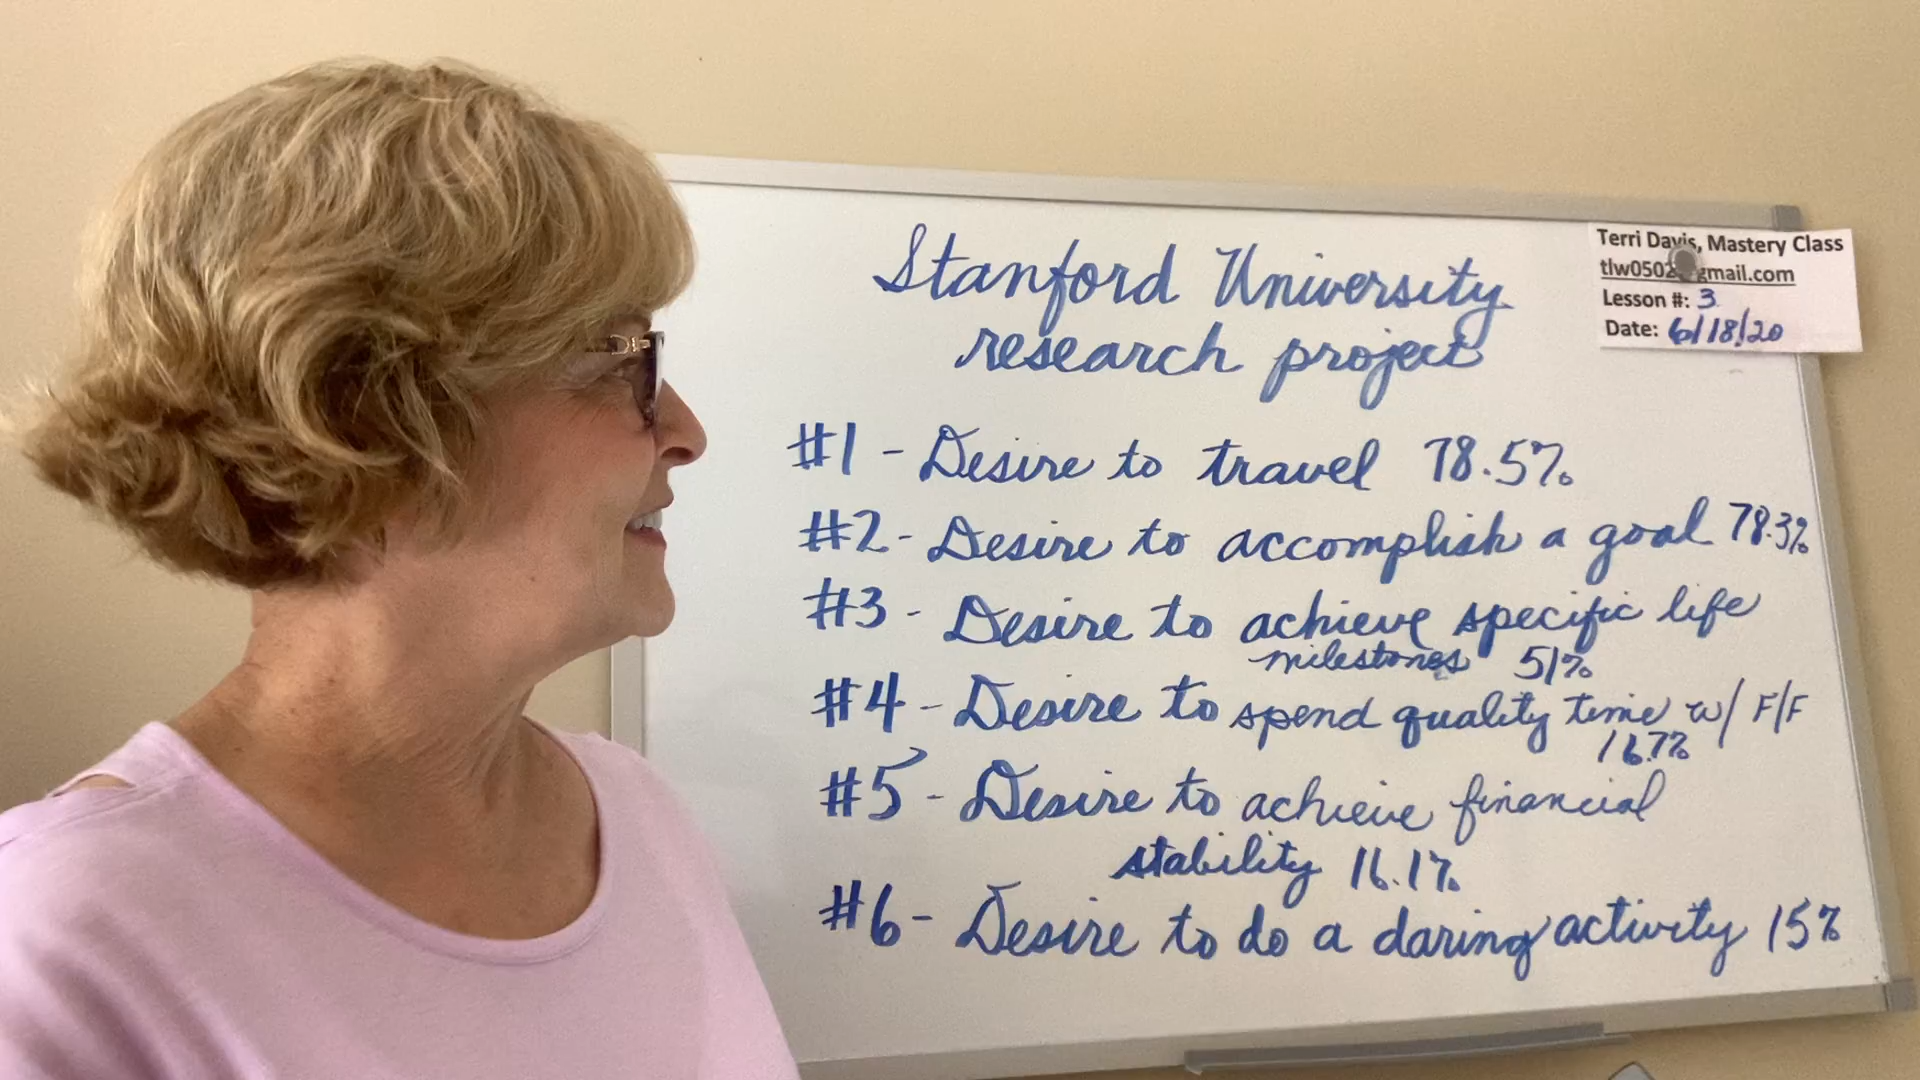 Stanford University
research project
#1 - Desire to travel 78.5%
#2 - Desire to accomplish a goal 78.3%
#3 - Desire to achieve specific life
milestones 51%
#4 - Desire to spend quality time w/ F/F
16.7%
#5 - Desire to achieve financial
stability 16.1%
#6 - Desire to do a daring activity 15%
Terri Davis, Mastery Class
tlw0502 gmail.com
Lesson #: 3
Date: 6/18/20